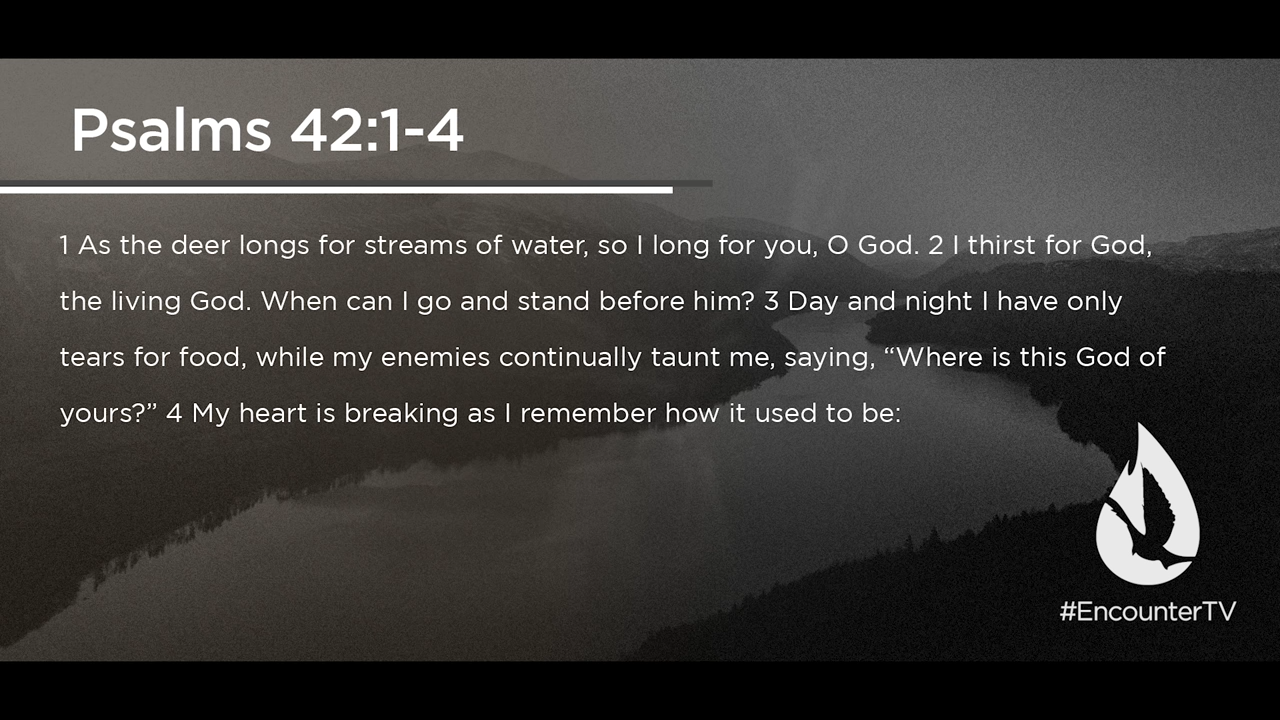 Psalms 42:1-4
1 As the deer longs for streams of water, so I long for you, O God. 2 I thirst for God,
the living God. When can I go and stand before him? 3 Day and night I have only
tears for food, while my enemies continually taunt me, saying, “Where is this God of
yours?” 4 My heart is breaking as I remember how it used to be:
#EncounterTV